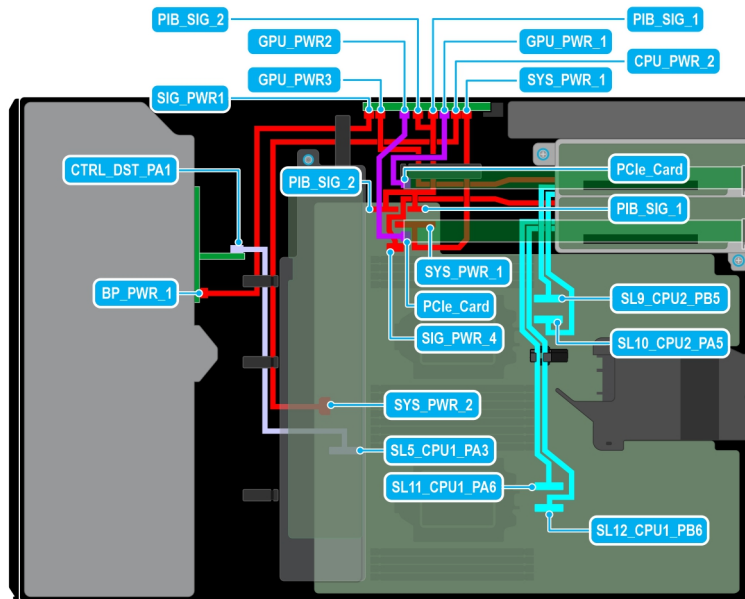 PIB_SIG_2
PIB_SIG_1
GPU_PWR2
GPU_PWR_1
CPU_PWR_2
GPU_PWR3
SYS_PWR_1
SIG_PWR1
CTRL_DST_PA1
PCIe_Card
PIB_SIG_2
PIB_SIG_1
SYS_PWR_1
BP_PWR_1
PCIe_Card
SL9_CPU2_PB5
SIG_PWR_4
SL10_CPU2_PA5
SYS_PWR_2
SL5_CPU1_PA3
SL11_CPU1_PA6
SL12_CPU1_PB6